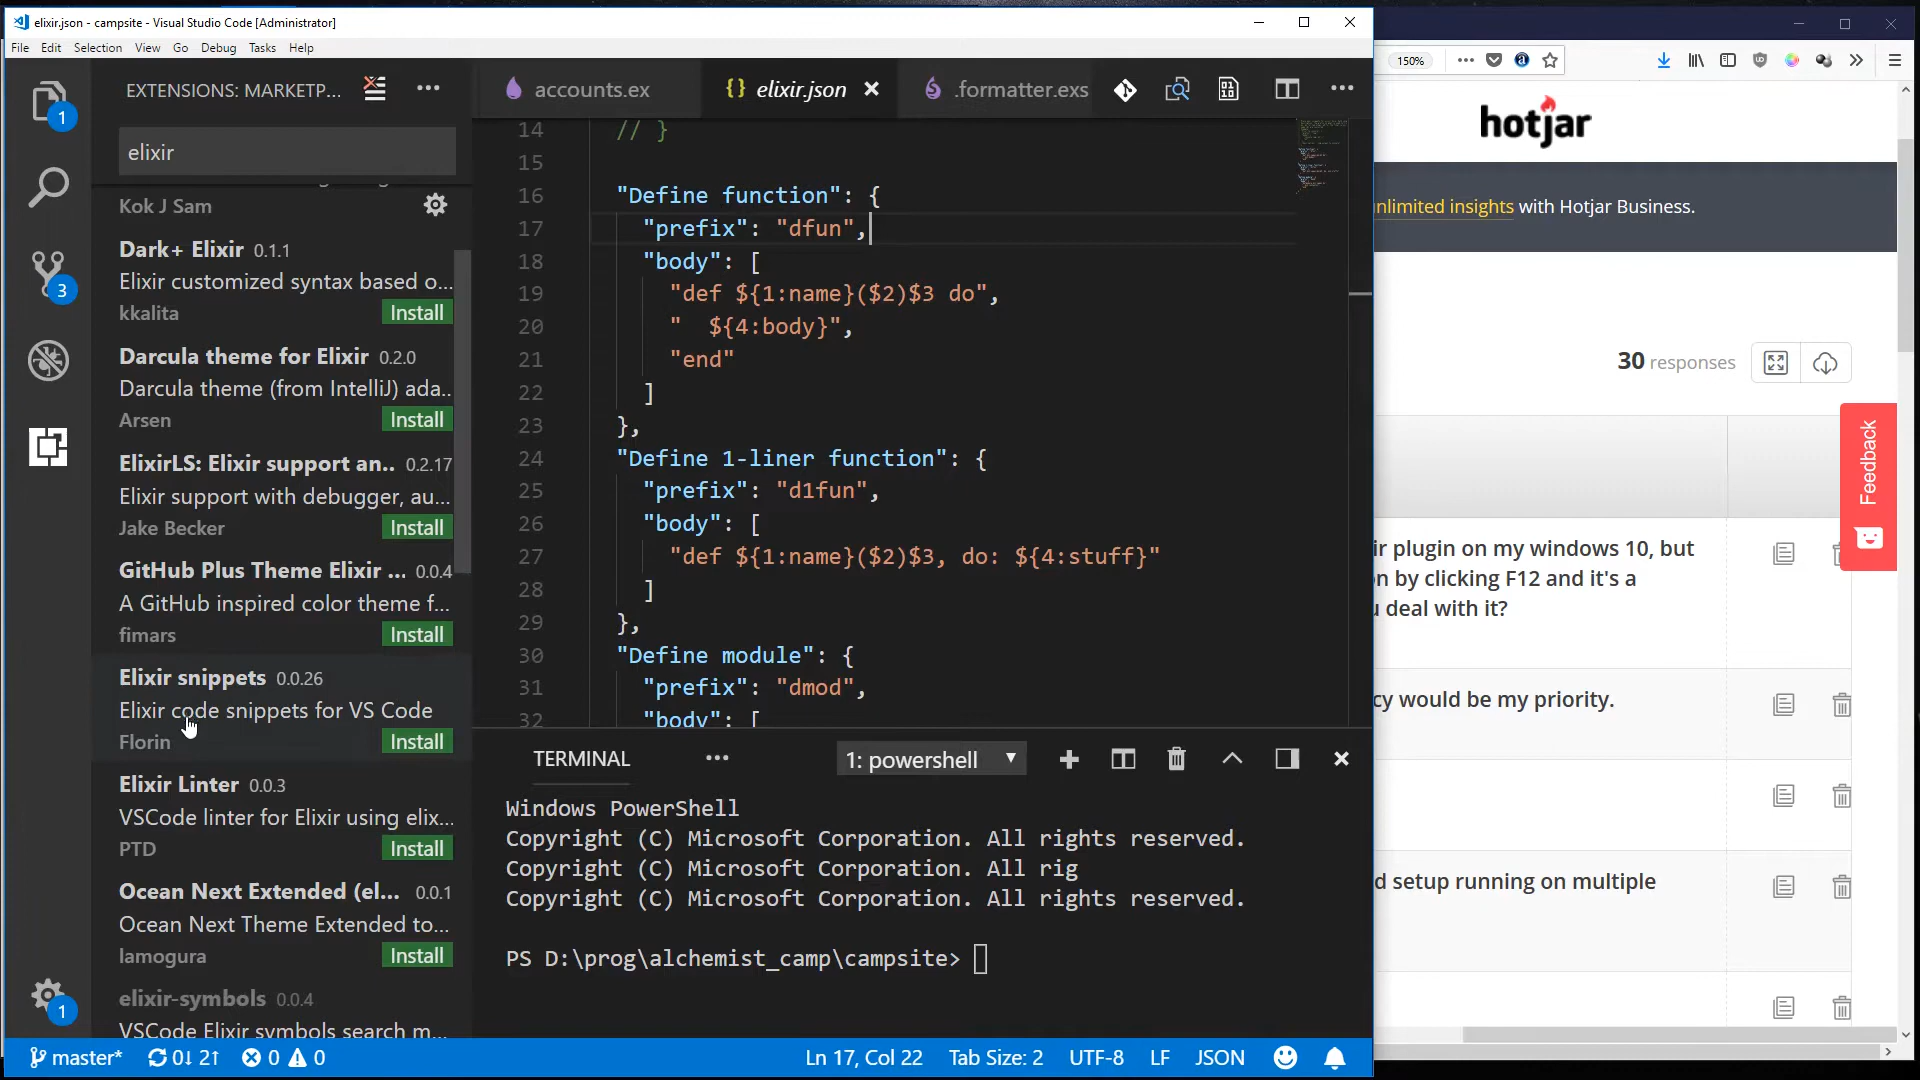 elixir.json - campsite - Visual Studio Code [Administrator]
File Edit Selection View Go Debug Tasks Help
EXTENSIONS: MARKETP...
elixir
Kok J Sam
Dark+ Elixir 0.1.1
Elixir customized syntax based o...
kkalita
Install
Darcula theme for Elixir 0.2.0
Darcula theme (from IntelliJ) ada...
Arsen
Install
ElixirLS: Elixir support an.. 0.2.17
Elixir support with debugger, au...
Jake Becker
Install
GitHub Plus Theme Elixir ... 0.0.4
A GitHub inspired color theme f...
fimars
Install
Elixir snippets 0.0.26
Elixir code snippets for VS Code
Florin
Install
Elixir Linter 0.0.3
VSCode linter for Elixir using elix...
PTD
Install
Ocean Next Extended (el... 0.0.1
Ocean Next Theme Extended to...
lamogura
Install
elixir-symbols 0.0.4
VSCode Elixir symbols search m...
1
3
1
accounts.ex
{} elixir.json
.formatter.exs
14 // }
15
16 "Define function": {
17 "prefix": "dfun",
18 "body": [
19 "def ${1:name}($2)$3 do",
20 "  ${4:body}",
21 "end"
22 ]
23 },
24 "Define 1-liner function": {
25 "prefix": "d1fun",
26 "body": [
27 "def ${1:name}($2)$3, do: ${4:stuff}"
28 ]
29 },
30 "Define module": {
31 "prefix": "dmod",
32 "body": [
TERMINAL
1: powershell
Windows PowerShell
Copyright (C) Microsoft Corporation. All rights reserved.
Copyright (C) Microsoft Corporation. All rig
Copyright (C) Microsoft Corporation. All rights reserved.
PS D:\prog\alchemist_camp\campsite>
master* 0↓ 2↑ 0 0
Ln 17, Col 22 Tab Size: 2 UTF-8 LF JSON
150%
hotjar
nlimited insights with Hotjar Business.
30 responses
Feedback
ir plugin on my windows 10, but
n by clicking F12 and it's a
u deal with it?
cy would be my priority.
d setup running on multiple